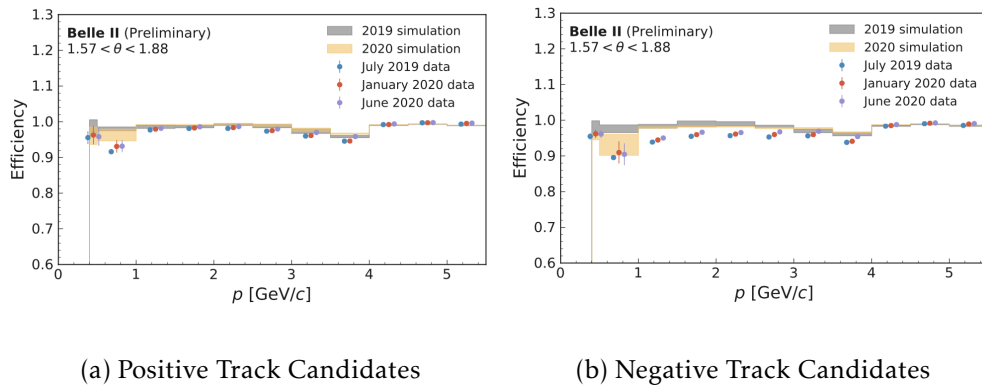 Belle II (Preliminary)
1.57 < θ < 1.88
2019 simulation
2020 simulation
July 2019 data
January 2020 data
June 2020 data
Efficiency
1.3
1.2
1.1
1.0
0.9
0.8
0.7
0.6
0 1 2 3 4 5
p [GeV/c]
(a) Positive Track Candidates
Belle II (Preliminary)
1.57 < θ < 1.88
2019 simulation
2020 simulation
July 2019 data
January 2020 data
June 2020 data
Efficiency
1.3
1.2
1.1
1.0
0.9
0.8
0.7
0.6
0 1 2 3 4 5
p [GeV/c]
(b) Negative Track Candidates